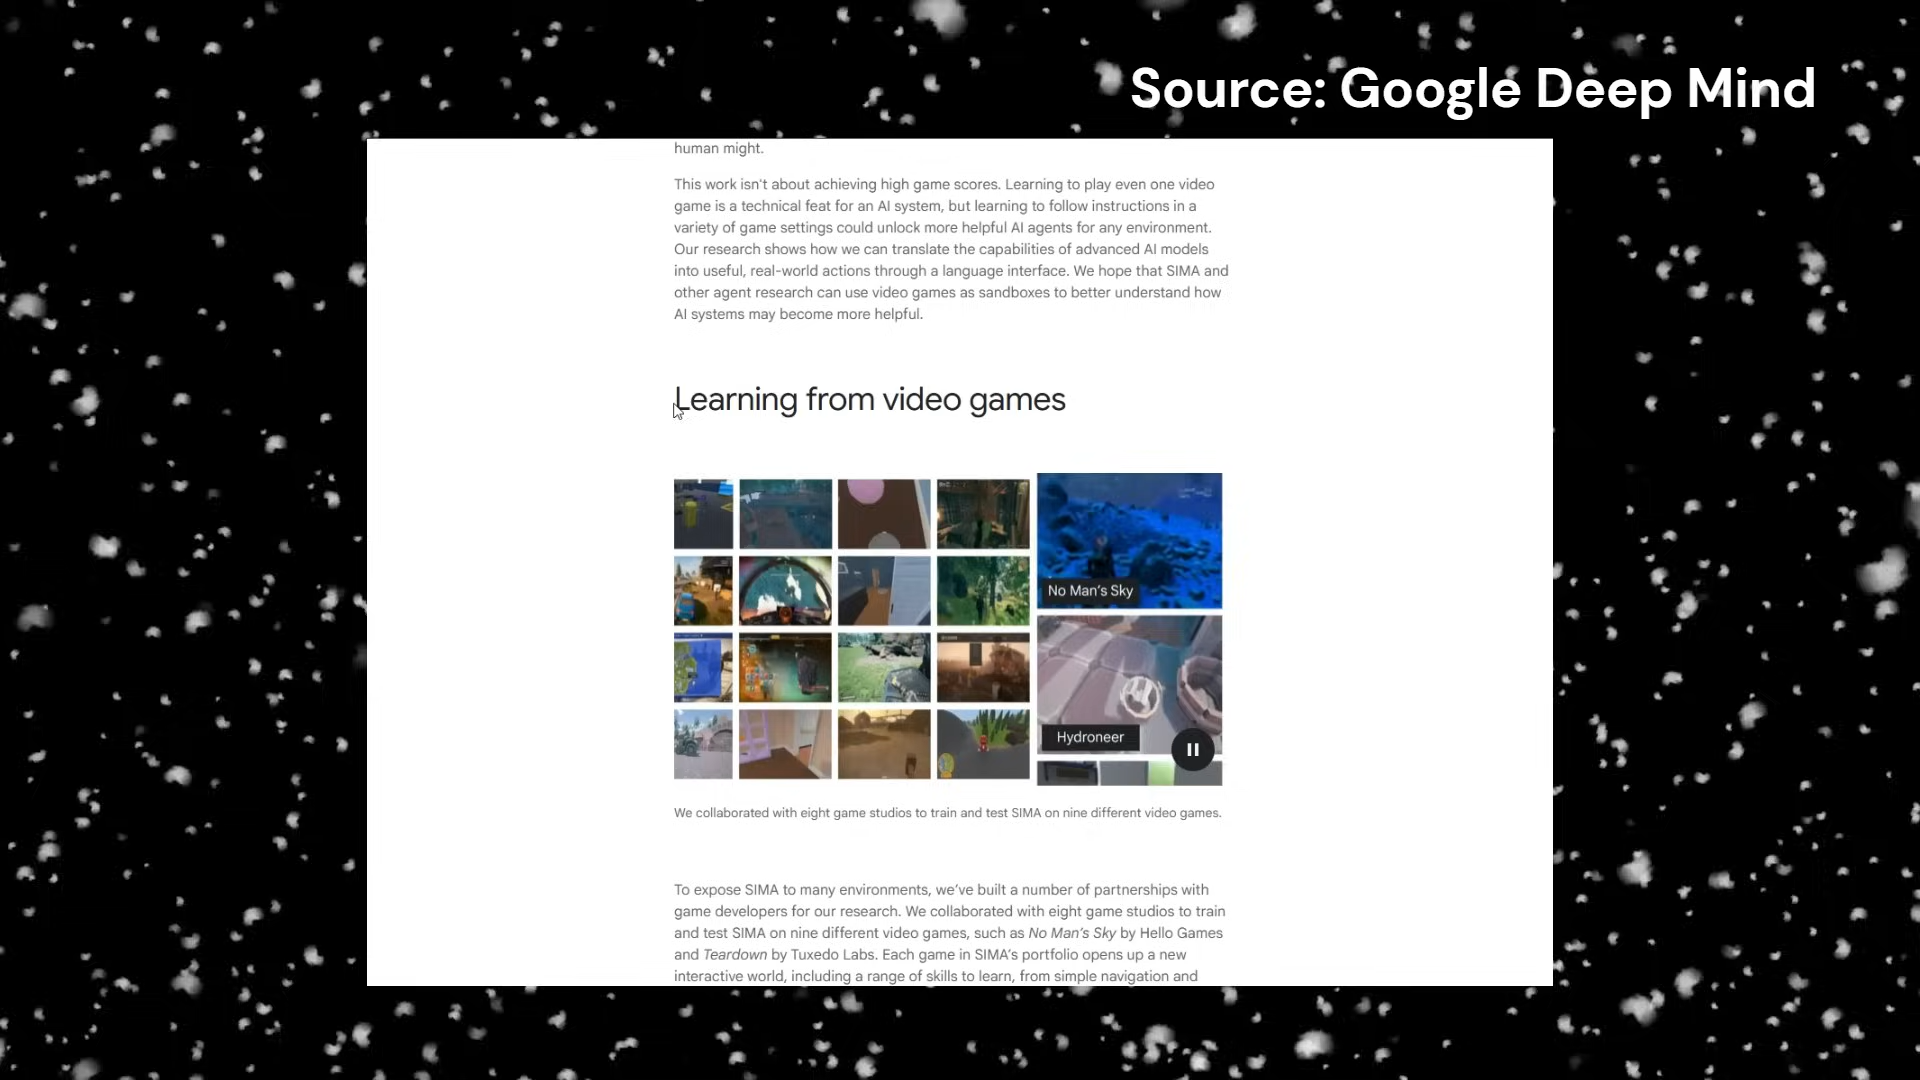 Source: Google Deep Mind
human might.
This work isn't about achieving high game scores. Learning to play even one video
game is a technical feat for an AI system, but learning to follow instructions in a
variety of game settings could unlock more helpful AI agents for any environment.
Our research shows how we can translate the capabilities of advanced AI models
into useful, real-world actions through a language interface. We hope that SIMA and
other agent research can use video games as sandboxes to better understand how
AI systems may become more helpful.
Learning from video games
No Man's Sky
Hydroneer
We collaborated with eight game studios to train and test SIMA on nine different video games.
To expose SIMA to many environments, we’ve built a number of partnerships with
game developers for our research. We collaborated with eight game studios to train
and test SIMA on nine different video games, such as No Man’s Sky by Hello Games
and Teardown by Tuxedo Labs. Each game in SIMA’s portfolio opens up a new
interactive world, including a range of skills to learn, from simple navigation and